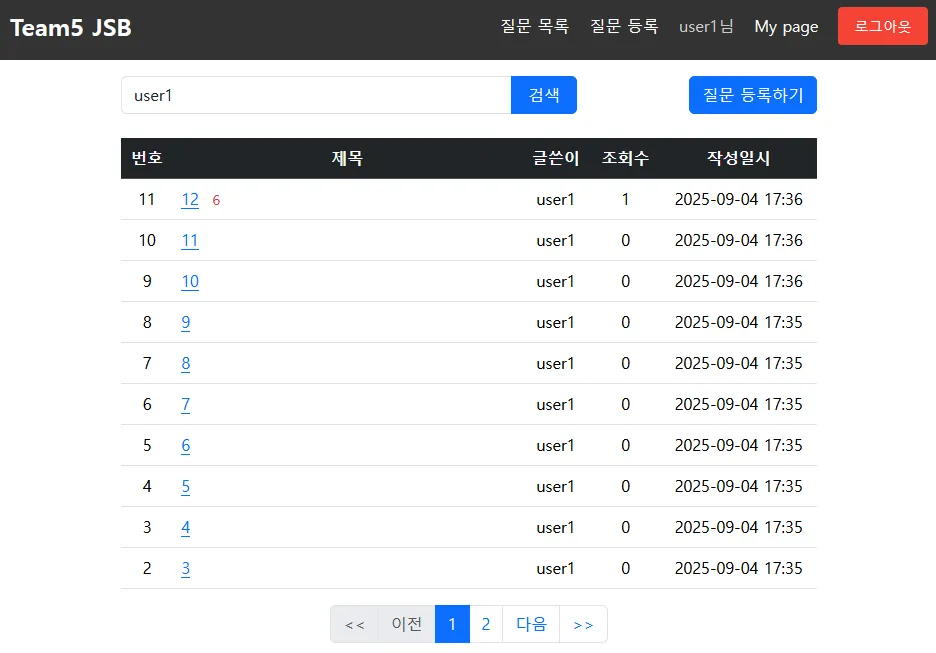 Team5 JSB 질문 목록 질문 등록 user1님 My page 로그아웃
user1 검색 질문 등록하기
번호 제목 글쓴이 조회수 작성일시
11 12 6 user1 1 2025-09-04 17:36
10 11 user1 0 2025-09-04 17:36
9 10 user1 0 2025-09-04 17:36
8 9 user1 0 2025-09-04 17:35
7 8 user1 0 2025-09-04 17:35
6 7 user1 0 2025-09-04 17:35
5 6 user1 0 2025-09-04 17:35
4 5 user1 0 2025-09-04 17:35
3 4 user1 0 2025-09-04 17:35
2 3 user1 0 2025-09-04 17:35
<< 이전 1 2 다음 >>